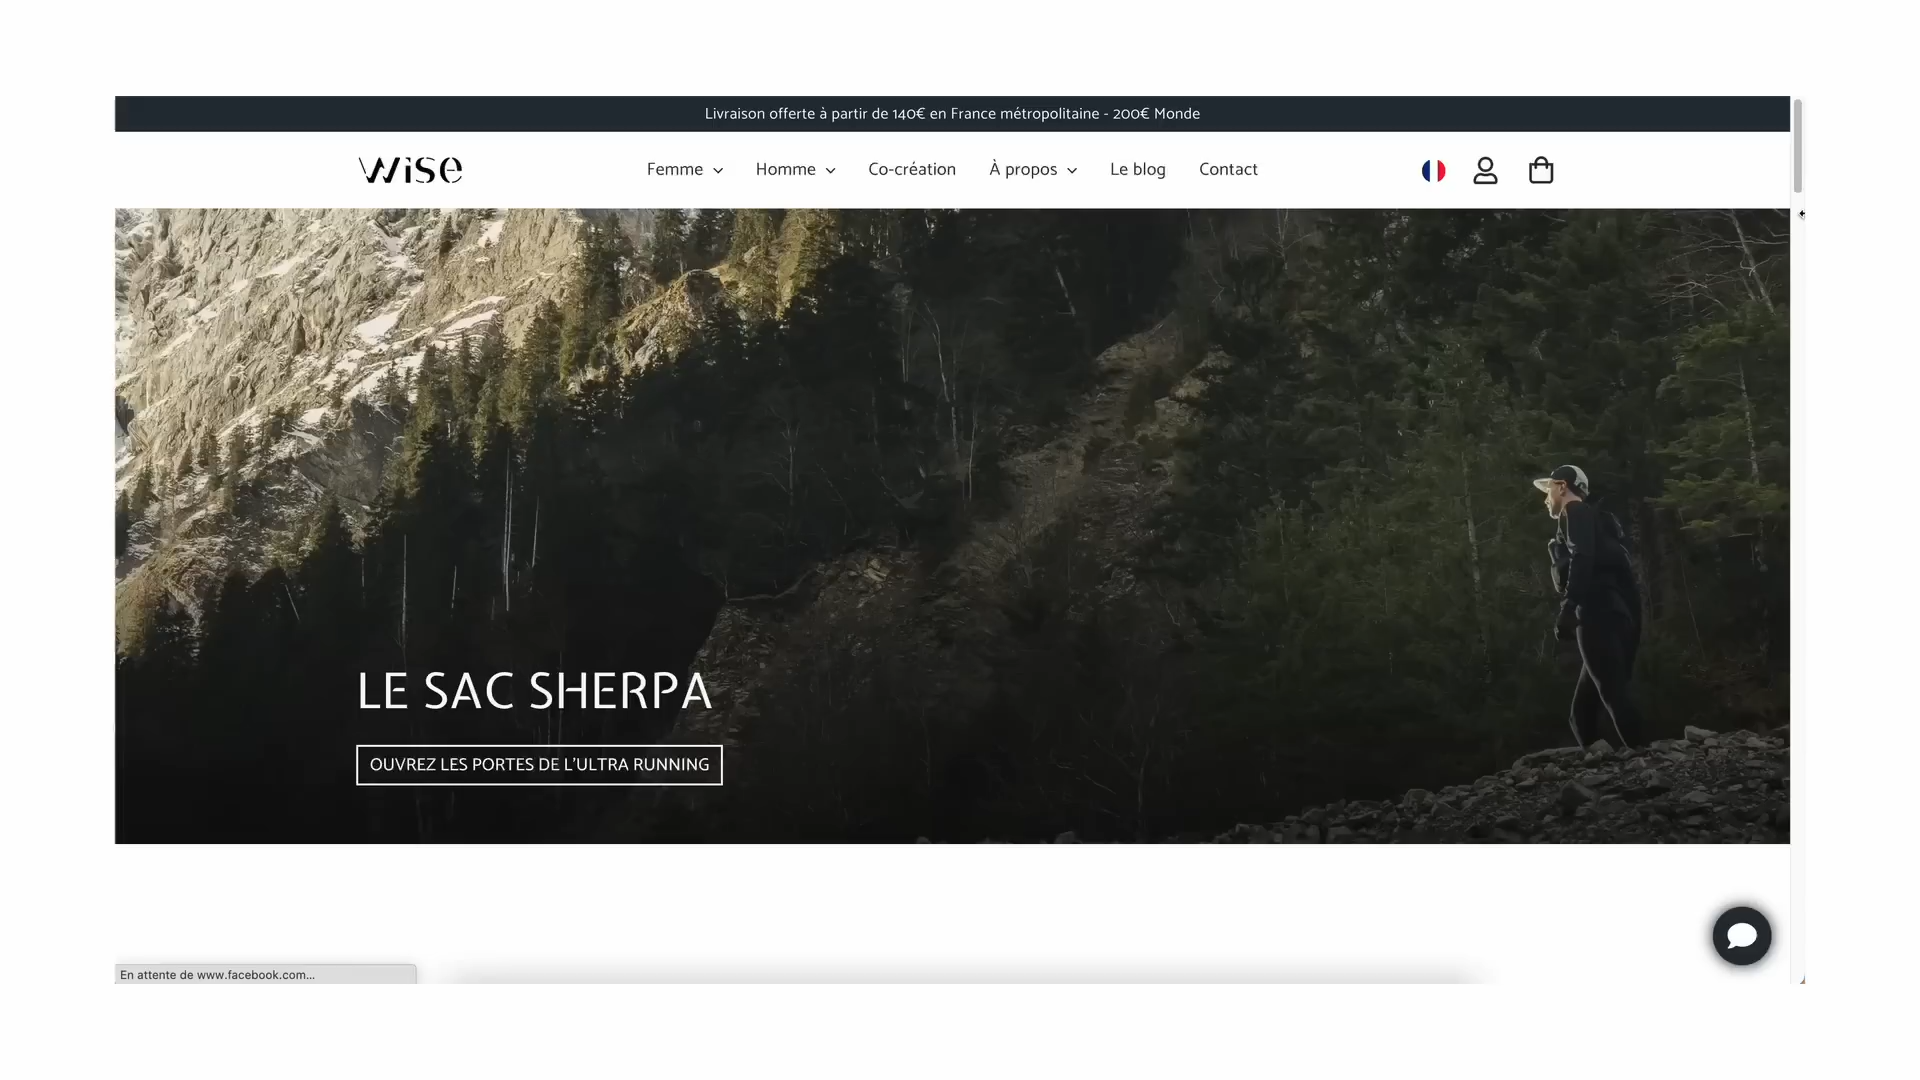 Livraison offerte à partir de 140€ en France métropolitaine - 200€ Monde
wise
Femme Homme Co-création À propos Le blog Contact
LE SAC SHERPA
OUVREZ LES PORTES DE L'ULTRA RUNNING
En attente de www.facebook.com...